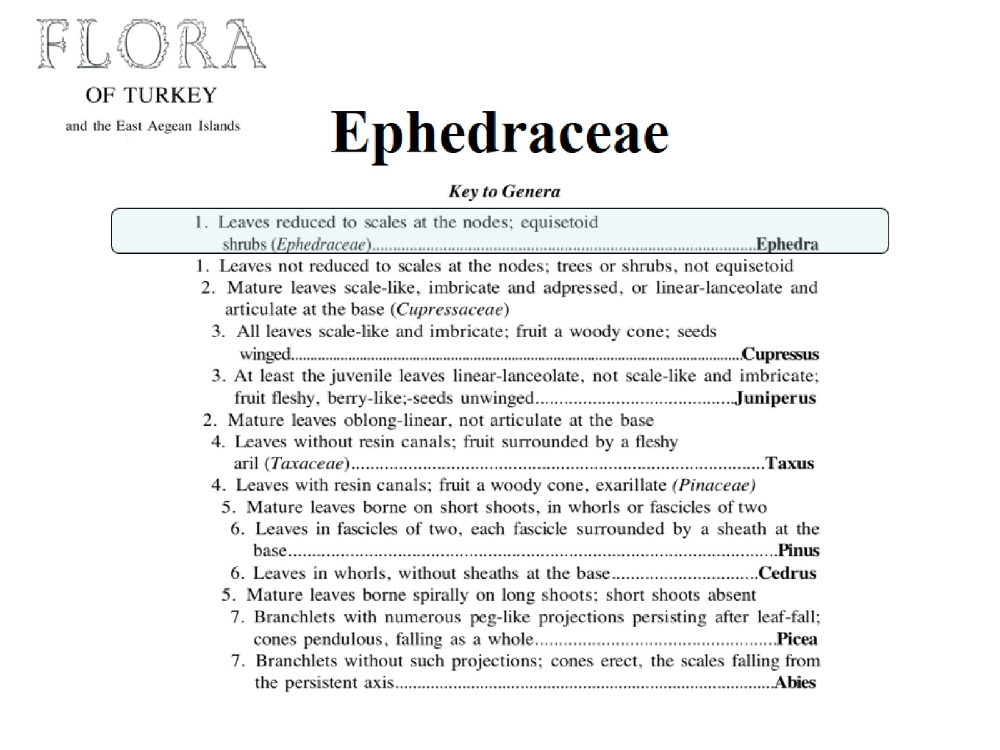 FLORA
OF TURKEY
and the East Aegean Islands
Ephedraceae
Key to Genera
1. Leaves reduced to scales at the nodes; equisetoid
shrubs (Ephedraceae)..........Ephedra
1. Leaves not reduced to scales at the nodes; trees or shrubs, not equisetoid
2. Mature leaves scale-like, imbricate and adpressed, or linear-lanceolate and
articulate at the base (Cupressaceae)
3. All leaves scale-like and imbricate; fruit a woody cone; seeds
winged..........Cupressus
3. At least the juvenile leaves linear-lanceolate, not scale-like and imbricate;
fruit fleshy, berry-like;-seeds unwinged..........Juniperus
2. Mature leaves oblong-linear, not articulate at the base
4. Leaves without resin canals; fruit surrounded by a fleshy
aril (Taxaceae)..........Taxus
4. Leaves with resin canals; fruit a woody cone, exarillate (Pinaceae)
5. Mature leaves borne on short shoots, in whorls or fascicles of two
6. Leaves in fascicles of two, each fascicle surrounded by a sheath at the
base..........Pinus
6. Leaves in whorls, without sheaths at the base..........Cedrus
5. Mature leaves borne spirally on long shoots; short shoots absent
7. Branchlets with numerous peg-like projections persisting after leaf-fall;
cones pendulous, falling as a whole..........Picea
7. Branchlets without such projections; cones erect, the scales falling from
the persistent axis..........Abies